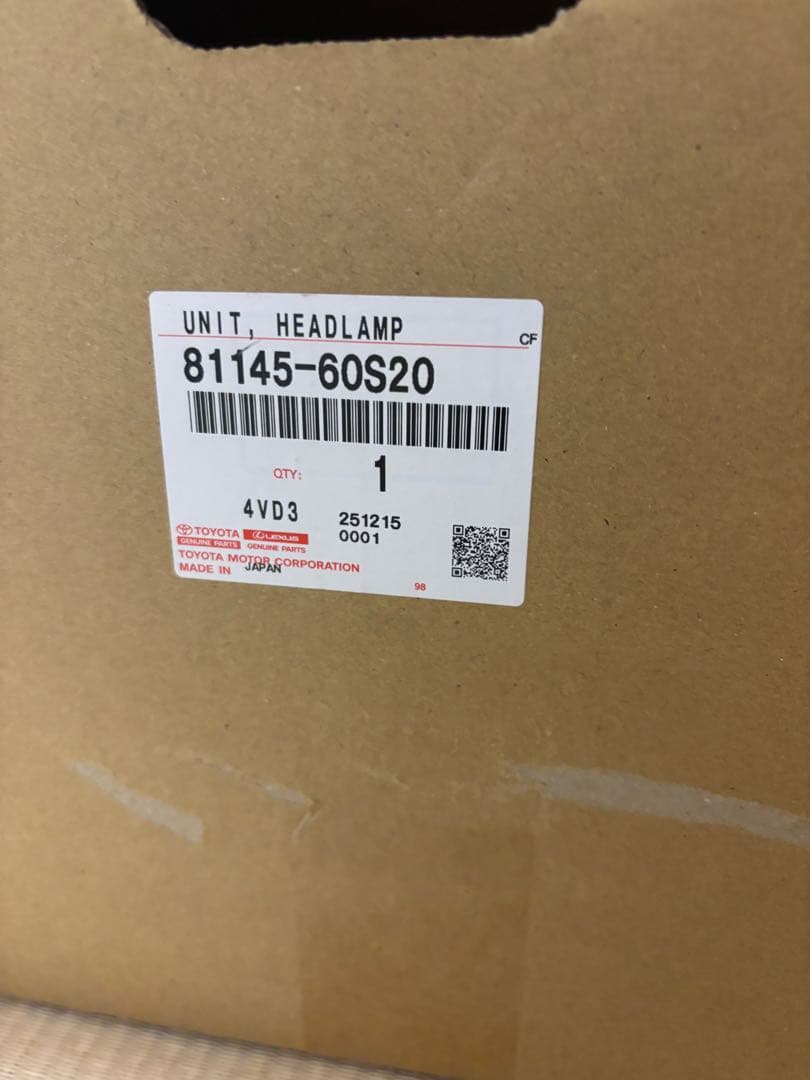 UNIT, HEADLAMP
CF
81145-60S20
QTY: 1
4VD3 251215
0001
TOYOTA LEXUS
GENUINE PARTS GENUINE PARTS
TOYOTA MOTOR CORPORATION
MADE IN JAPAN
98